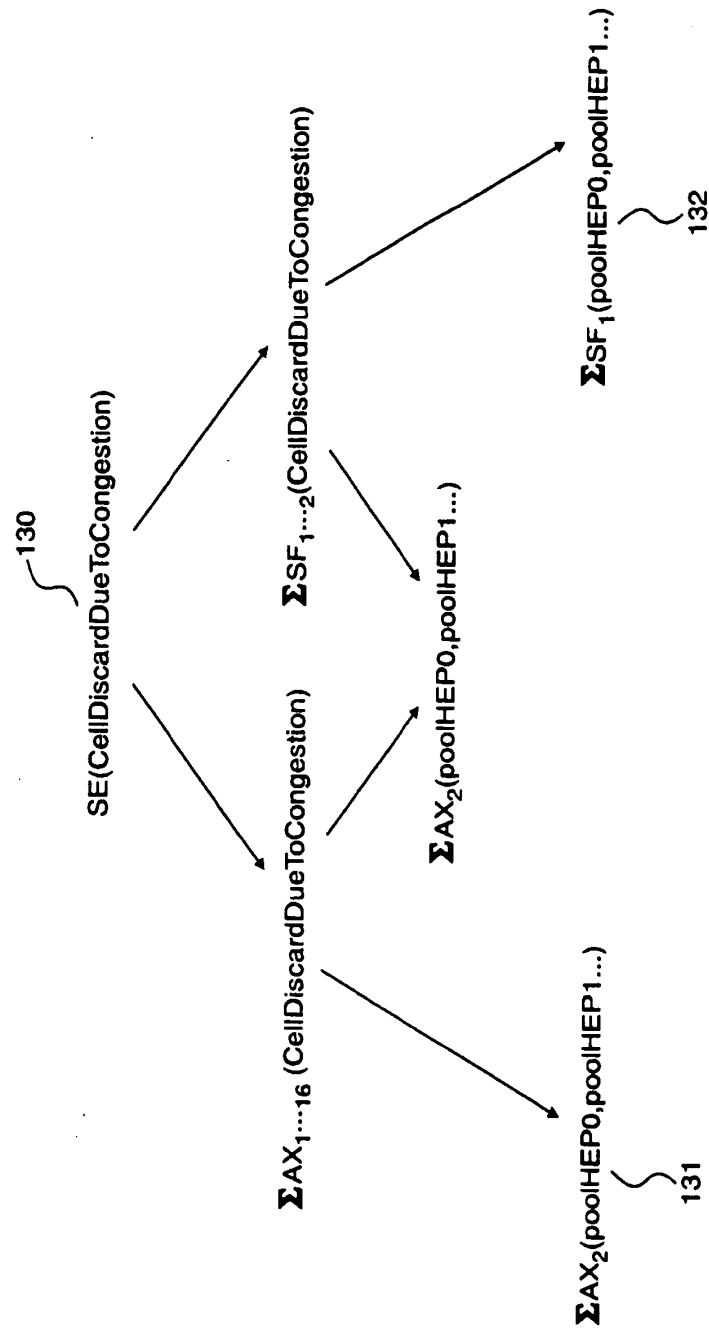 130
SE(CellDiscardDueToCongestion)
ΣAX1...16 (CellDiscardDueToCongestion)
ΣSF1...2(CellDiscardDueToCongestion)
ΣAX2(poolHEP0,poolHEP1...)
ΣAX2(poolHEP0,poolHEP1...)
131
ΣSF1(poolHEP0,poolHEP1...)
132